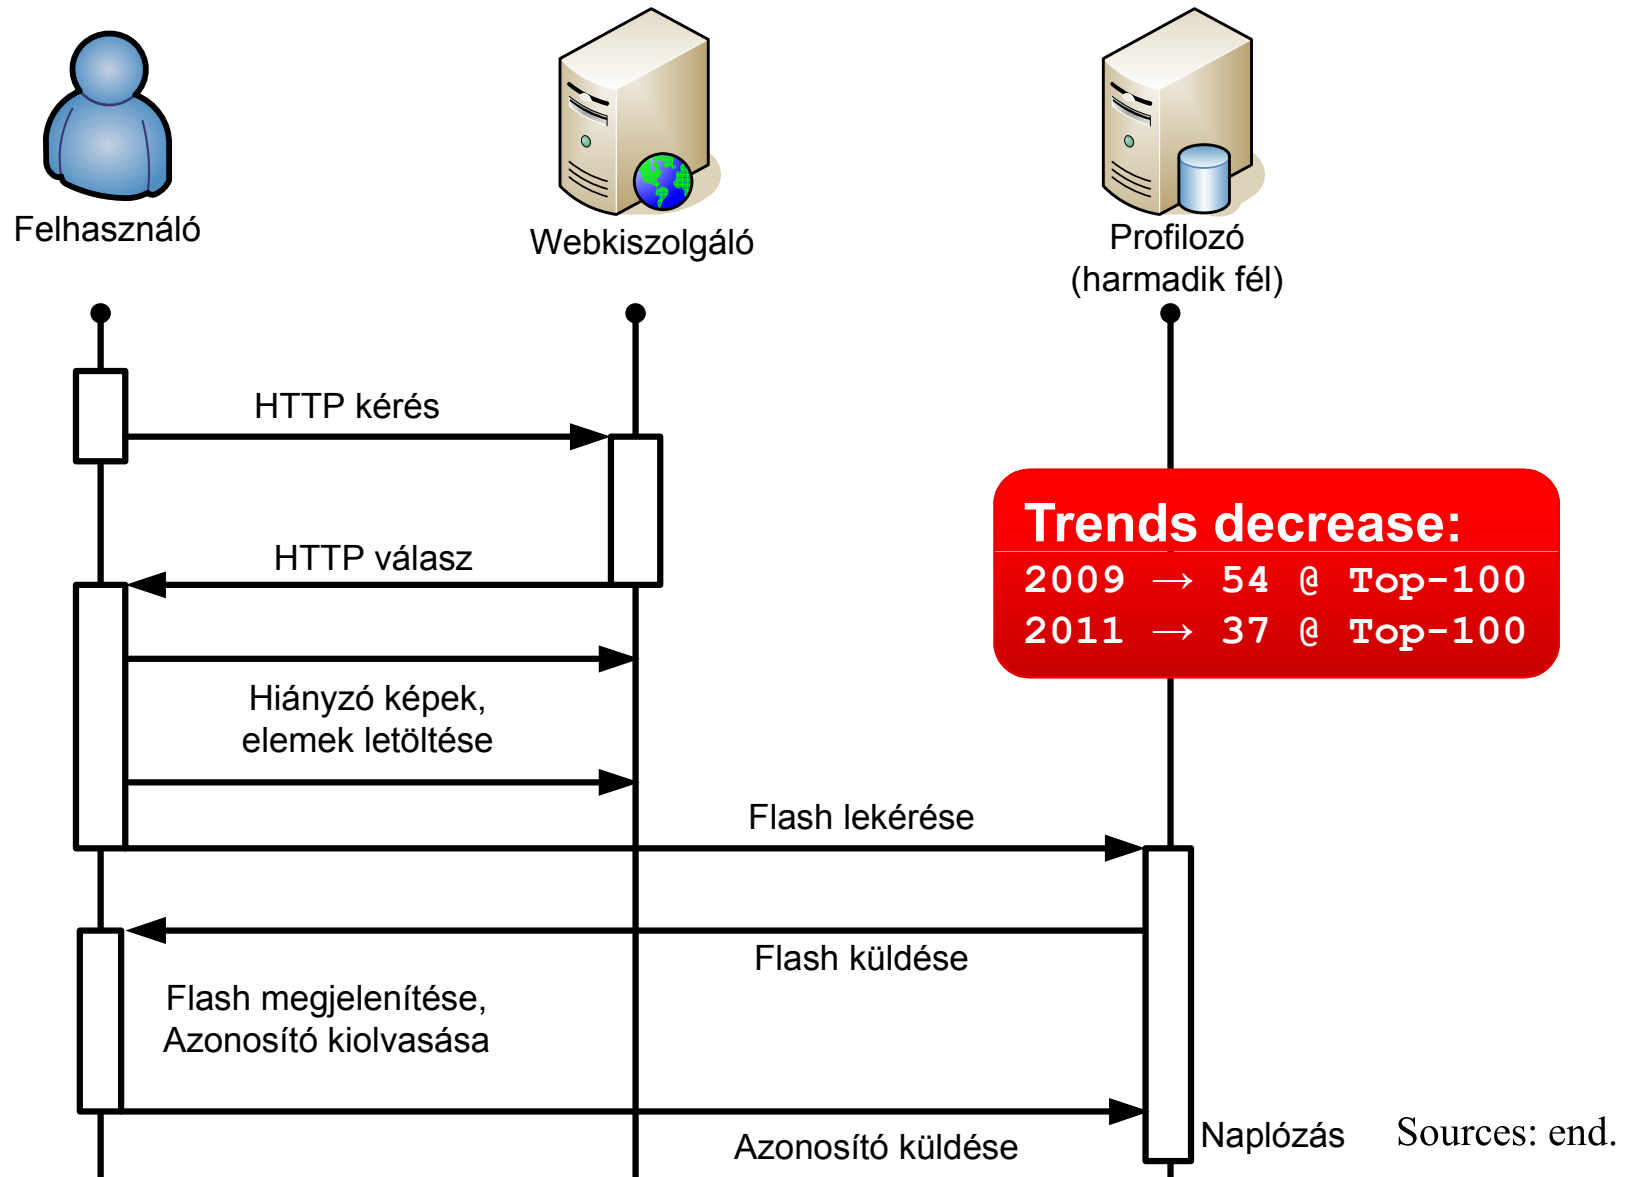 Felhasználó
Webkiszolgáló
Profilozó
(harmadik fél)
HTTP kérés
Trends decrease:
2009 → 54 @ Top-100
2011 → 37 @ Top-100
HTTP válasz
Hiányzó képek,
elemek letöltése
Flash lekérése
Flash küldése
Flash megjelenítése,
Azonosító kiolvasása
Azonosító küldése
Naplózás
Sources: end.